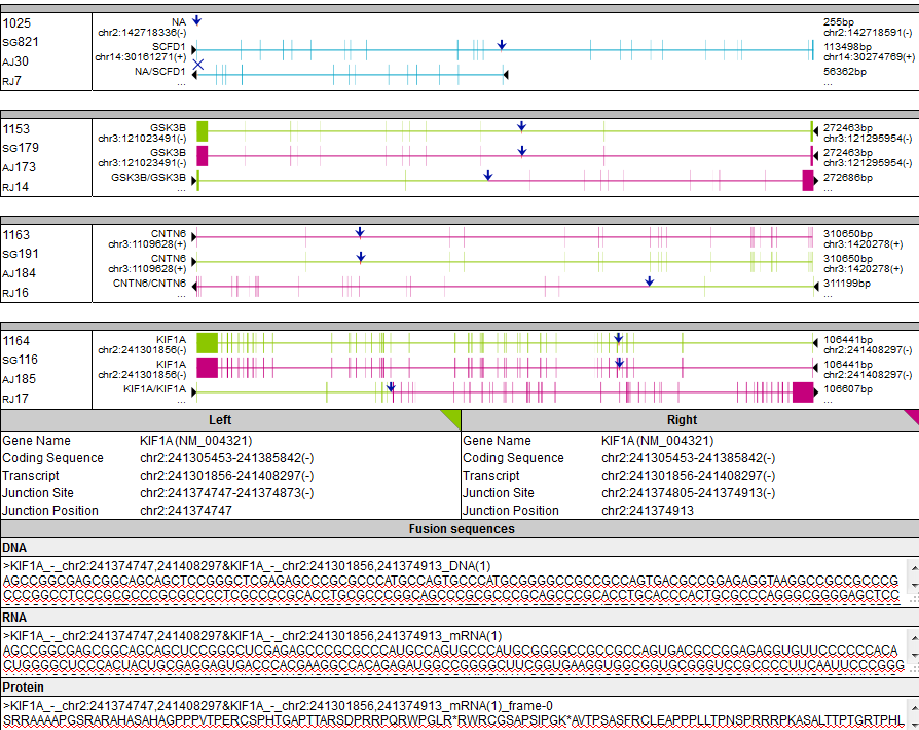 1025 NA 255bp
chr2:142718336(-) chr2:142718591(-)
SG821 SCFD1 113498bp
AJ30 chr14:30161271(+) chr14:30274769(+)
RJ7 NA/SCFD1 56362bp
... ...
1153 GSK3B 272463bp
chr3:121023491(-) chr3:121295954(-)
SG179 GSK3B 272463bp
AJ173 chr3:121023491(-) chr3:121295954(-)
RJ14 GSK3B/GSK3B 272686bp
... ...
1163 CNTN6 310650bp
chr3:1109628(+) chr3:1420278(+)
SG191 CNTN6 310650bp
AJ184 chr3:1109628(+) chr3:1420278(+)
RJ16 CNTN6/CNTN6 311199bp
... ...
1164 KIF1A 106441bp
chr2:241301856(-) chr2:241408297(-)
SG116 KIF1A 106441bp
AJ185 chr2:241301856(-) chr2:241408297(-)
RJ17 KIF1A/KIF1A 106607bp
... ...
Left Right
Gene Name KIF1A(NM_004321) Gene Name KIF1A(NM_004321)
Coding Sequence chr2:241305453-241385842(-) Coding Sequence chr2:241305453-241385842(-)
Transcript chr2:241301856-241408297(-) Transcript chr2:241301856-241408297(-)
Junction Site chr2:241374747-241374873(-) Junction Site chr2:241374805-241374913(-)
Junction Position chr2:241374747 Junction Position chr2:241374913
Fusion sequences
DNA
>KIF1A_-_chr2:241374747,241408297&KIF1A_-_chr2:241301856,241374913_DNA(1)
AGCCGGCGAGCGGCAGCAGCTCCGGGCTCGAGAGCCCGCGCCCATGCCAGTGCCCATGCGGGGCCGCCGCCAGTGACGCCGGAGAGGTAAGGCCGCCGCCCG
CCCGGCCTCCCGCGCCCGCGCCCCTCGCCCCGCACCTGCGCCCGGCAGCCCGCGCCCGCAGCCCGCACCTGCACCCACTGCGCCCAGGGCGGGGAGCTCC
RNA
>KIF1A_-_chr2:241374747,241408297&KIF1A_-_chr2:241301856,241374913_mRNA(1)
AGCCGGCGAGCGGCAGCAGCUCCGGGCUCGAGAGCCCGCGCCCAUGCCAGUGCCCAUGCGGGGCCGCCGCCAGUGACGCCGGAGAGGUGUUCCCCCCACA
CUGGGGCUCCCACUACUGCGAGGAGUGACCCACGAAGGCCACAGAGAUGGCCGGGGCUUCGGUGAAGGUGGCGGUGCGGGUCCGCCCCUUCAAUUCCCGGG
Protein
>KIF1A_-_chr2:241374747,241408297&KIF1A_-_chr2:241301856,241374913_mRNA(1)_frame-0
SRRAAAAPGSRARAHASAHAGPPPVTPERCSPHTGAPTTARSDPRRPQRWPGLR*RWRCGSAPSIPGK*AVTPSASFRCLEAPPPLLTPNSPRRRPKASALTTPTGRTPHL